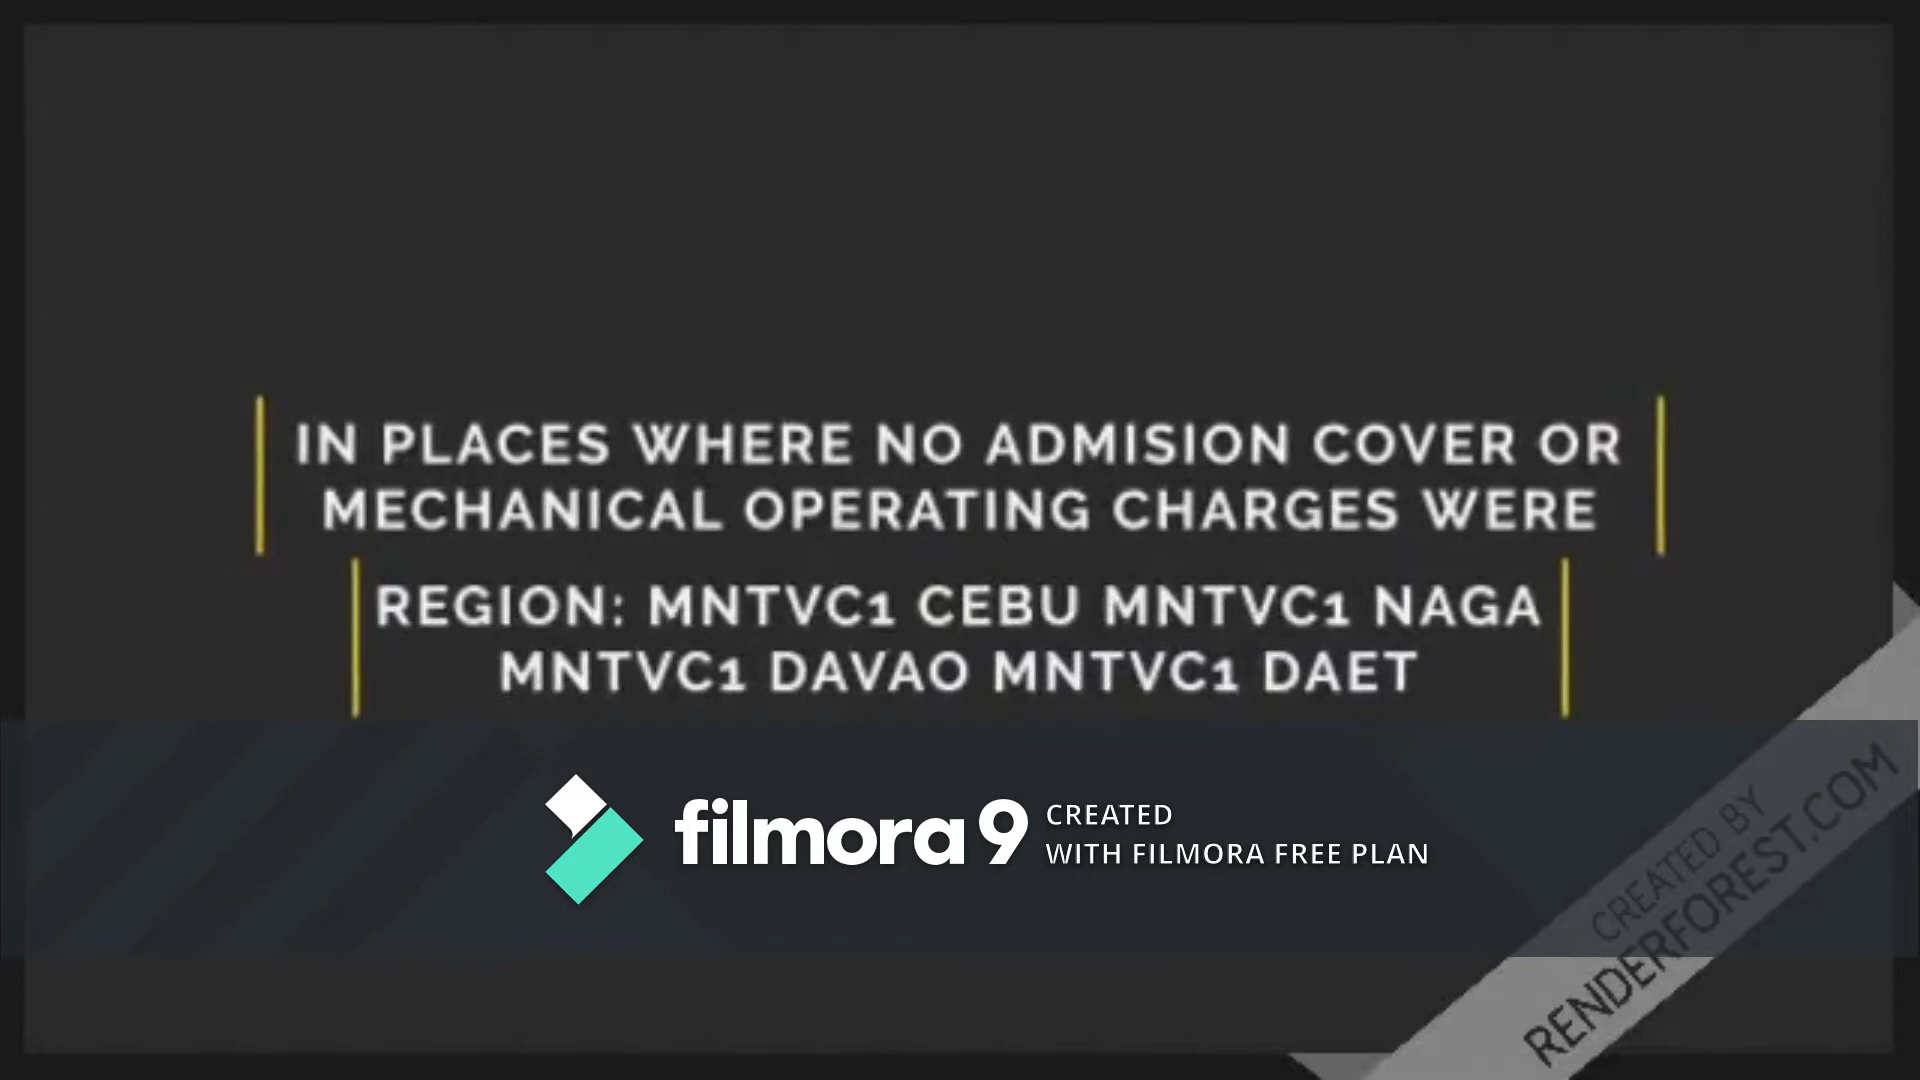 IN PLACES WHERE NO ADMISION COVER OR
MECHANICAL OPERATING CHARGES WERE
REGION: MNTVC1 CEBU MNTVC1 NAGA
MNTVC1 DAVAO MNTVC1 DAET
filmora 9
CREATED
WITH FILMORA FREE PLAN
CREATED BY
RENDERFOREST.COM